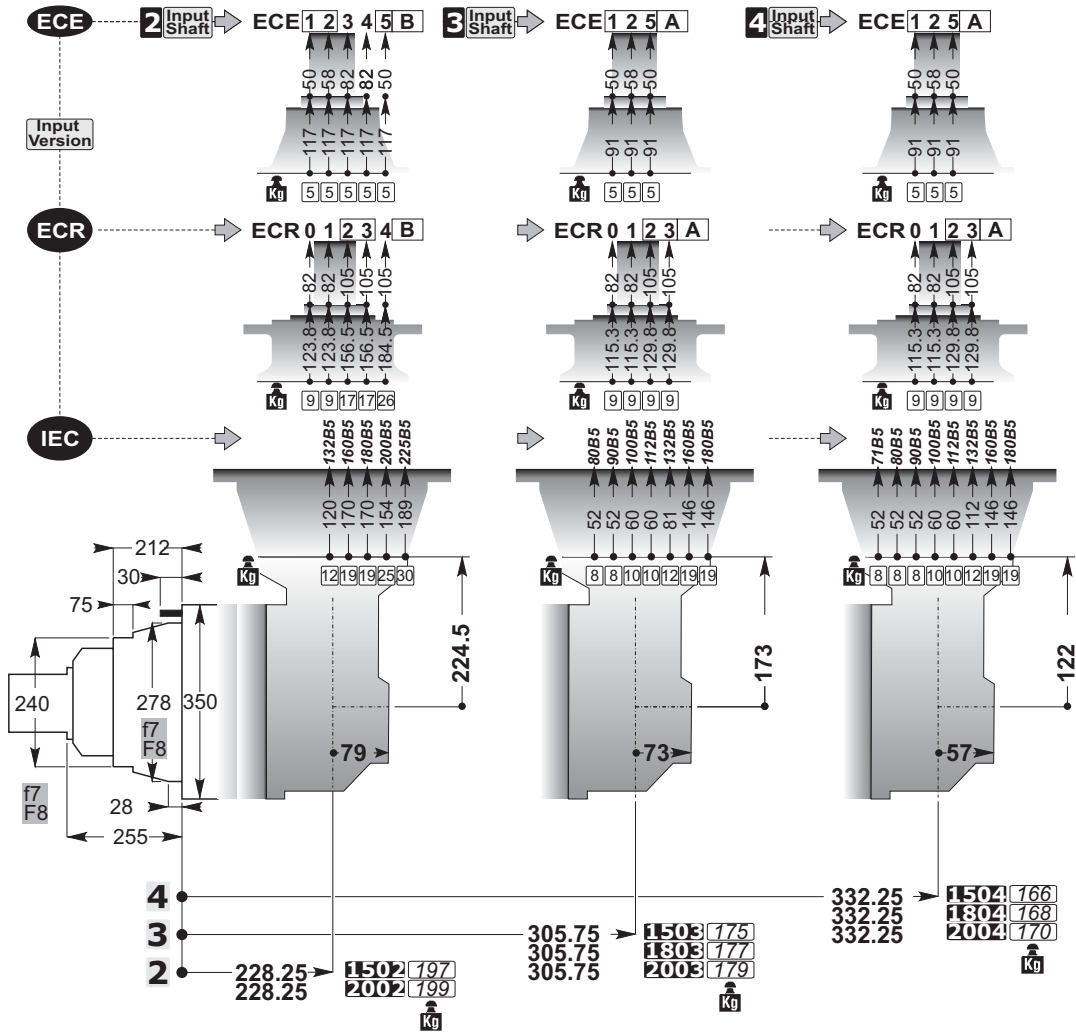 ECE 2 Input Shaft ECE 1 2 3 4 5 B 3 Input Shaft ECE 1 2 5 A 4 Input Shaft ECE 1 2 5 A
50 58 82 82 50 50 58 50 50 58 50
Input Version
117 117 117 117 117 91 91 91 91 91 91
Kg 5 5 5 5 5 Kg 5 5 5 Kg 5 5 5
ECR ECR 0 1 2 3 4 B ECR 0 1 2 3 A ECR 0 1 2 3 A
82 82 105 105 105 82 82 105 105 82 82 105 105
123.8 123.8 156.5 156.5 184.5 115.3 115.3 129.8 129.8 115.3 115.3 129.8 129.8
Kg 9 9 17 17 26 Kg 9 9 9 9 Kg 9 9 9 9
IEC 132B5 160B5 180B5 200B5 225B5 80B5 90B5 100B5 112B5 132B5 160B5 180B5 71B5 80B5 90B5 100B5 112B5 132B5 160B5 180B5
120 170 170 154 189 52 52 60 60 81 146 146 52 52 52 60 60 112 146 146
Kg 12 19 19 25 30 Kg 8 8 10 10 12 19 19 Kg 8 8 8 10 10 12 19 19
212
30
75
224.5 173 122
240 278 350
f7
F8
79 73 57
f7
F8
28
255
4 332.25 1504 166
332.25 1804 168
332.25 2004 170
Kg
3 305.75 1503 175
305.75 1803 177
305.75 2003 179
Kg
2 228.25 1502 197
228.25 2002 199
Kg